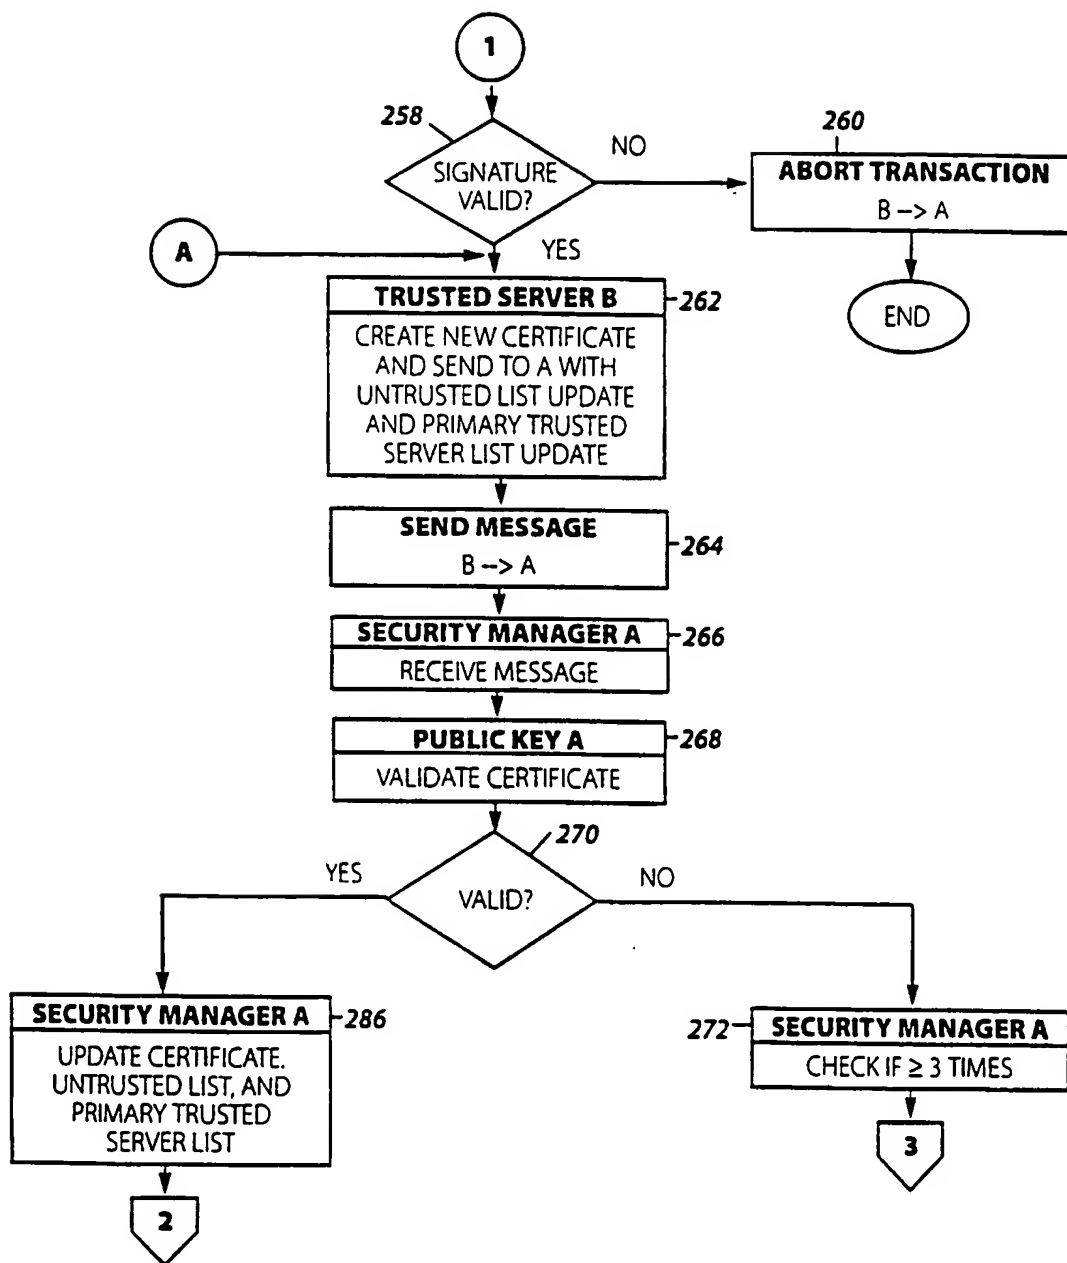 1
258
SIGNATURE
VALID?
NO
260
ABORT TRANSACTION
B --> A
END
A
YES
TRUSTED SERVER B
262
CREATE NEW CERTIFICATE
AND SEND TO A WITH
UNTRUSTED LIST UPDATE
AND PRIMARY TRUSTED
SERVER LIST UPDATE
SEND MESSAGE
B --> A
264
SECURITY MANAGER A
266
RECEIVE MESSAGE
PUBLIC KEY A
268
VALIDATE CERTIFICATE
270
YES
VALID?
NO
SECURITY MANAGER A
286
UPDATE CERTIFICATE.
UNTRUSTED LIST, AND
PRIMARY TRUSTED
SERVER LIST
2
272
SECURITY MANAGER A
CHECK IF ≥ 3 TIMES
3